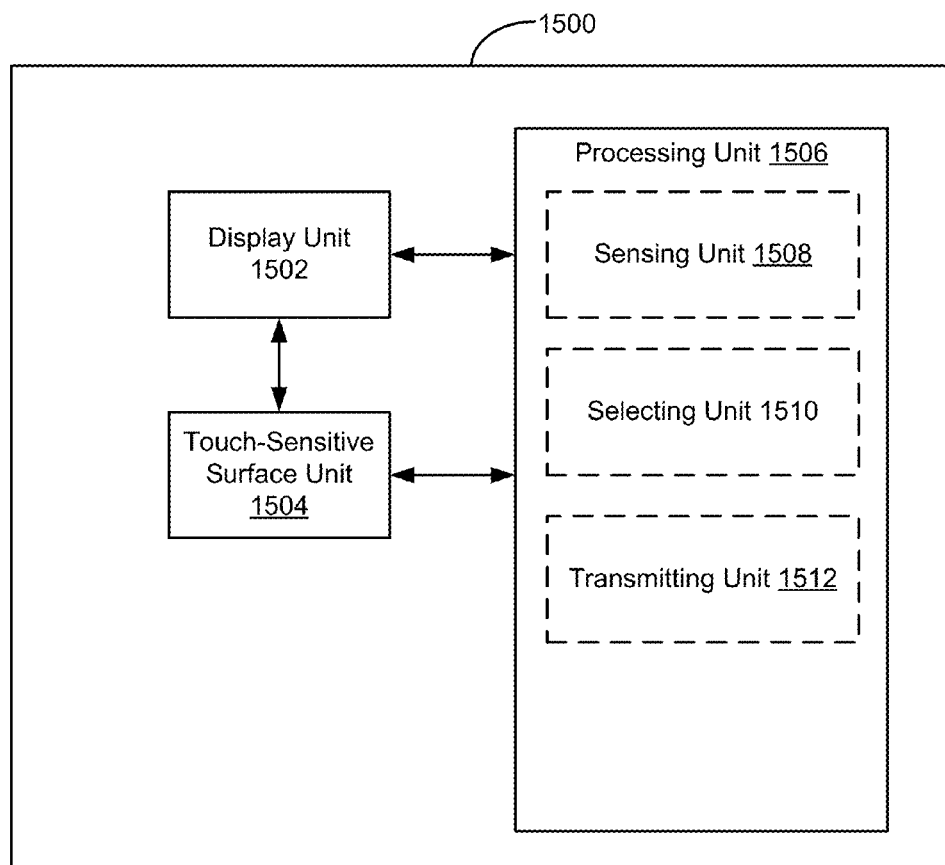 1500
Processing Unit 1506
Display Unit
1502
Sensing Unit 1508
Selecting Unit 1510
Touch-Sensitive
Surface Unit
1504
Transmitting Unit 1512